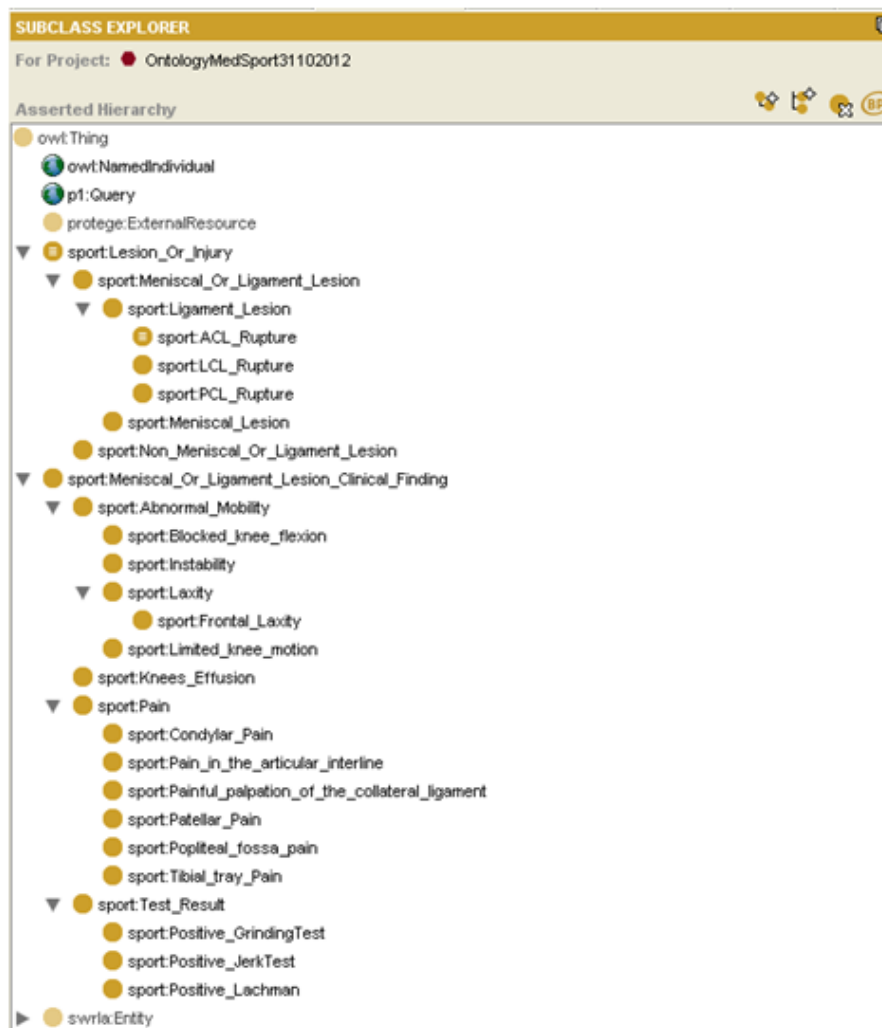 SUBCLASS EXPLORER
For Project: OntologyMedSport31102012
Asserted Hierarchy
owl:Thing
owl:NamedIndividual
p1:Query
protege:ExternalResource
sport:Lesion_Or_Injury
sport:Meniscal_Or_Ligament_Lesion
sport:Ligament_Lesion
sport:ACL_Rupture
sport:LCL_Rupture
sport:PCL_Rupture
sport:Meniscal_Lesion
sport:Non_Meniscal_Or_Ligament_Lesion
sport:Meniscal_Or_Ligament_Lesion_Clinical_Finding
sport:Abnormal_Mobility
sport:Blocked_knee_flexion
sport:Instability
sport:Laxity
sport:Frontal_Laxity
sport:Limited_knee_motion
sport:Knees_Effusion
sport:Pain
sport:Condylar_Pain
sport:Pain_in_the_articular_interline
sport:Painful_palpation_of_the_collateral_ligament
sport:Patellar_Pain
sport:Popliteal_fossa_pain
sport:Tibial_tray_Pain
sport:Test_Result
sport:Positive_GrindingTest
sport:Positive_JerkTest
sport:Positive_Lachman
swrla:Entity